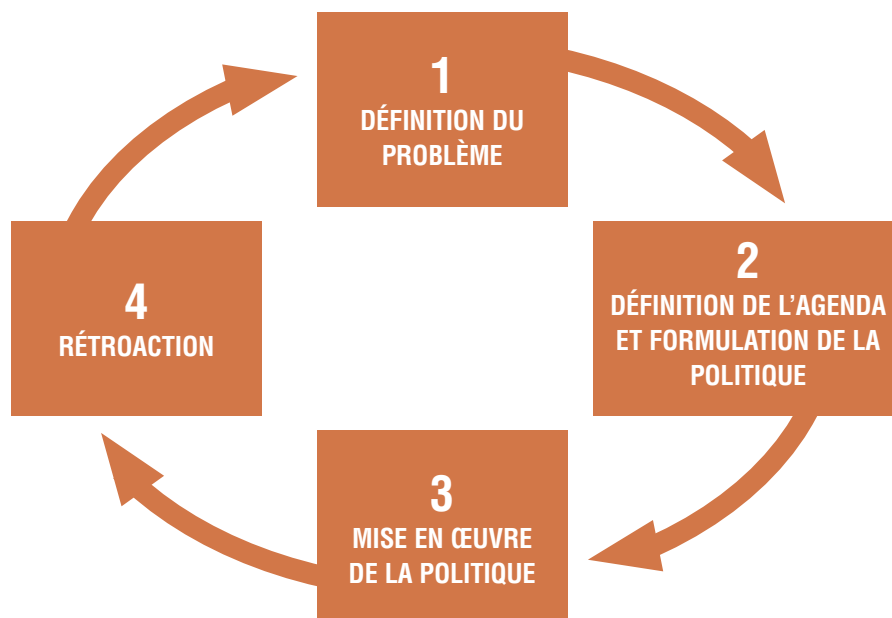 1
DÉFINITION DU
PROBLÈME
2
DÉFINITION DE L'AGENDA
ET FORMULATION DE LA
POLITIQUE
3
MISE EN ŒUVRE
DE LA POLITIQUE
4
RÉTROACTION